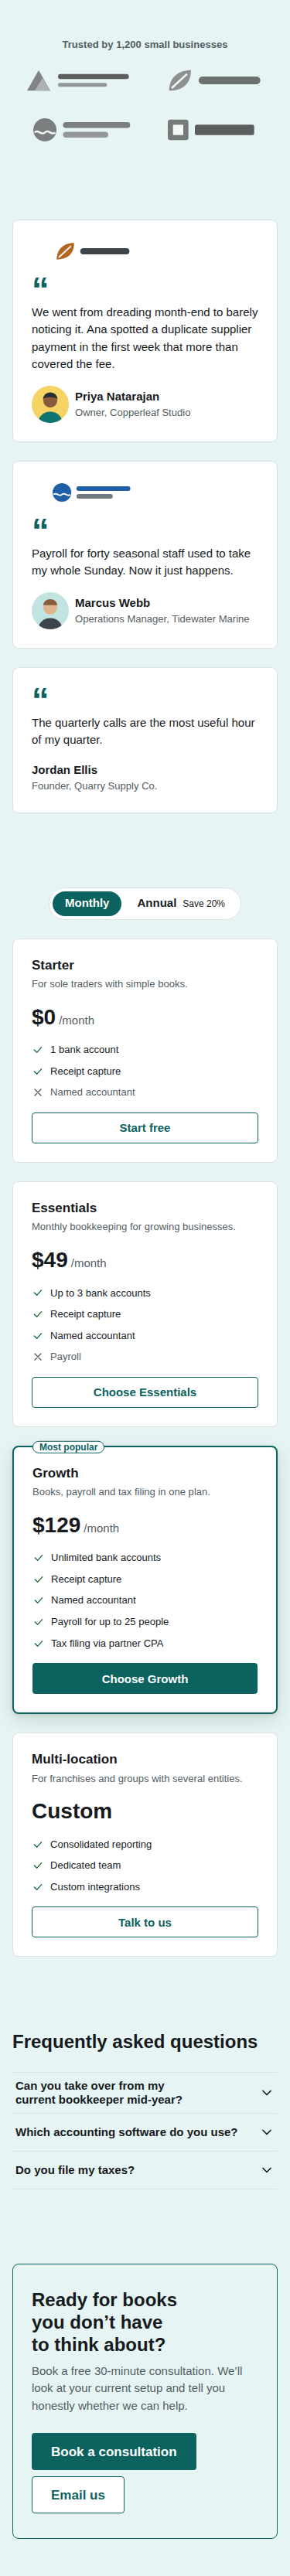 Trusted by 1,200 small businesses
“
We went from dreading month-end to barely
noticing it. Ana spotted a duplicate supplier
payment in the first week that more than
covered the fee.
Priya Natarajan
Owner, Copperleaf Studio
“
Payroll for forty seasonal staff used to take
my whole Sunday. Now it just happens.
Marcus Webb
Operations Manager, Tidewater Marine
“
The quarterly calls are the most useful hour
of my quarter.
Jordan Ellis
Founder, Quarry Supply Co.
Monthly Annual Save 20%
Starter
For sole traders with simple books.
$0 /month
1 bank account
Receipt capture
Named accountant
Start free
Essentials
Monthly bookkeeping for growing businesses.
$49 /month
Up to 3 bank accounts
Receipt capture
Named accountant
Payroll
Choose Essentials
Most popular
Growth
Books, payroll and tax filing in one plan.
$129 /month
Unlimited bank accounts
Receipt capture
Named accountant
Payroll for up to 25 people
Tax filing via partner CPA
Choose Growth
Multi-location
For franchises and groups with several entities.
Custom
Consolidated reporting
Dedicated team
Custom integrations
Talk to us
Frequently asked questions
Can you take over from my
current bookkeeper mid-year?
Which accounting software do you use?
Do you file my taxes?
Ready for books
you don’t have
to think about?
Book a free 30-minute consultation. We’ll
look at your current setup and tell you
honestly whether we can help.
Book a consultation
Email us